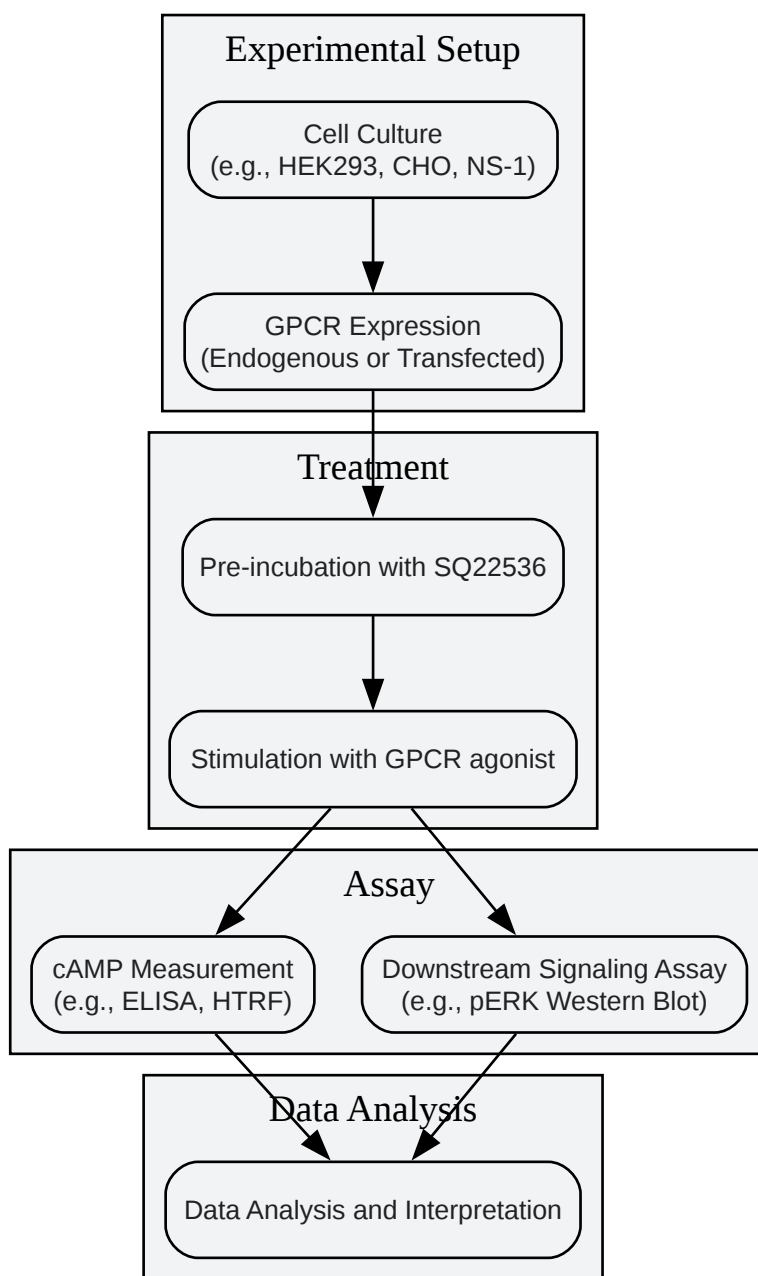 Experimental Setup
Cell Culture
(e.g., HEK293, CHO, NS-1)
GPCR Expression
(Endogenous or Transfected)
Treatment
Pre-incubation with SQ22536
Stimulation with GPCR agonist
Assay
cAMP Measurement
(e.g., ELISA, HTRF)
Downstream Signaling Assay
(e.g., pERK Western Blot)
Data Analysis
Data Analysis and Interpretation